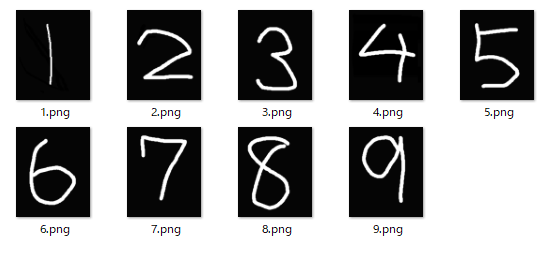 1 2 3 4 5
1.png 2.png 3.png 4.png 5.png
6 7 8 9
6.png 7.png 8.png 9.png